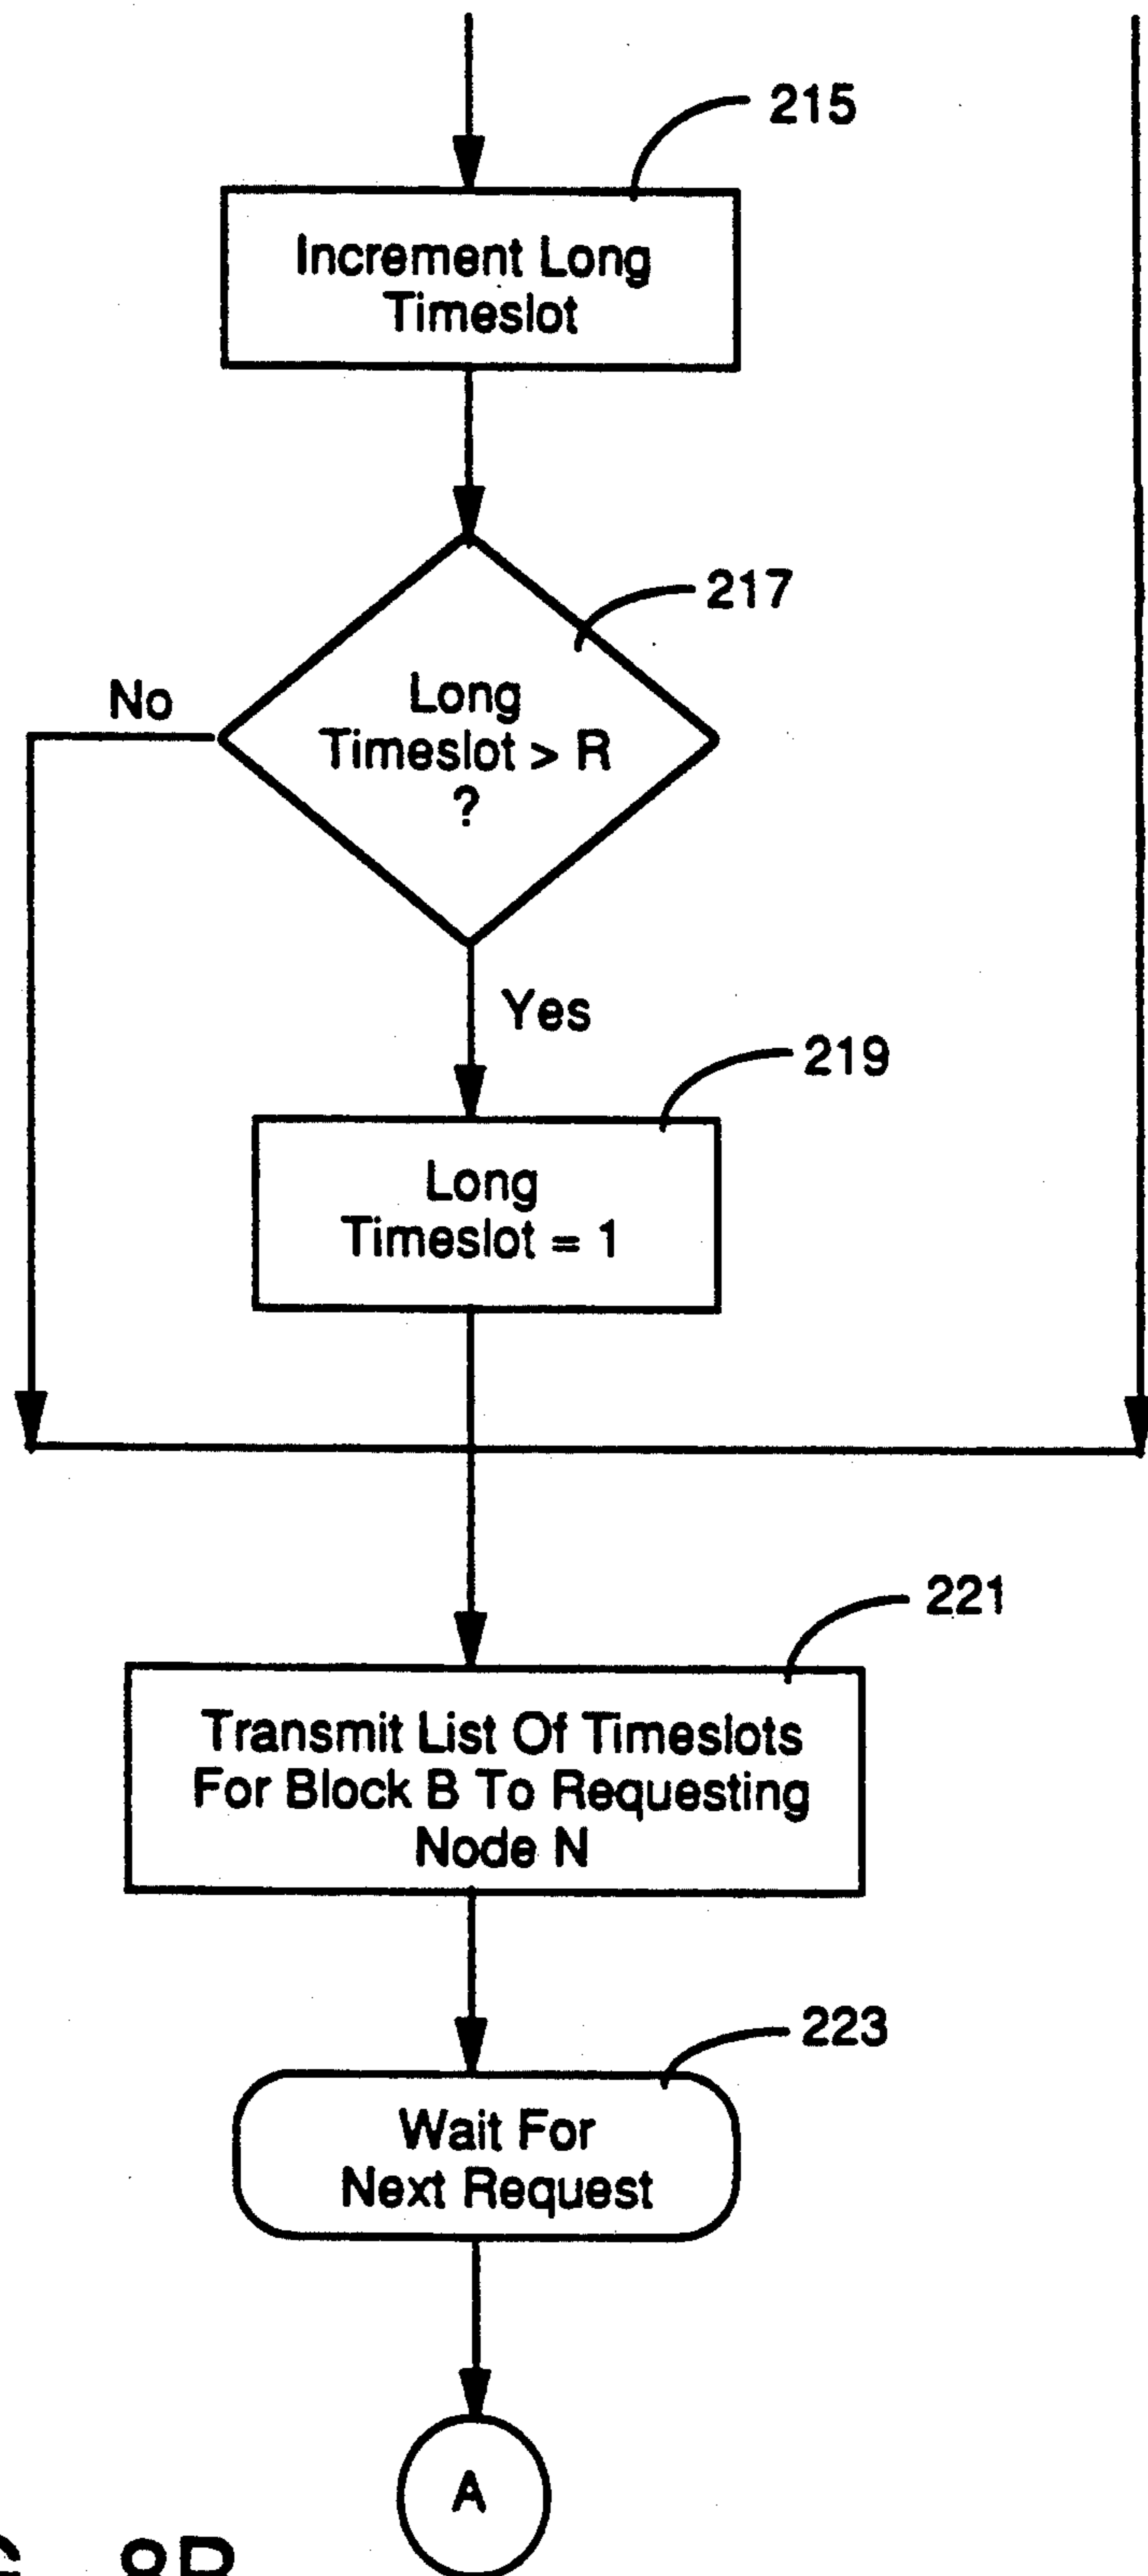 215
Increment Long
Timeslot
217
No
Long
Timeslot > R
?
Yes
219
Long
Timeslot = 1
221
Transmit List Of Timeslots
For Block B To Requesting
Node N
223
Wait For
Next Request
A